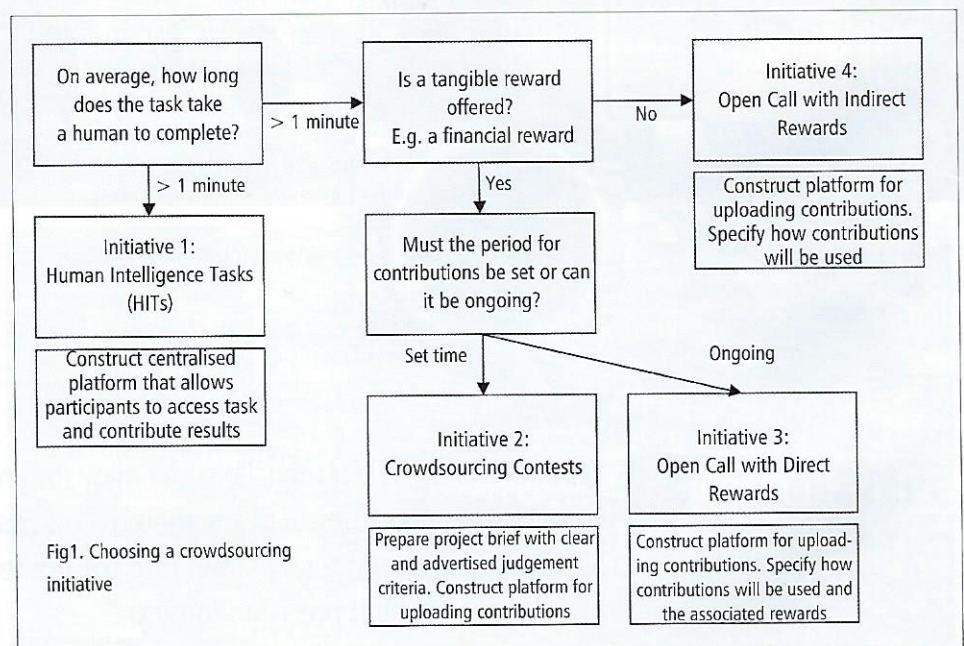 On average, how long
does the task take
a human to complete?
> 1 minute
Is a tangible reward
offered?
E.g. a financial reward
No
Initiative 4:
Open Call with Indirect
Rewards
Construct platform for
uploading contributions.
Specify how contributions
will be used
> 1 minute
Initiative 1:
Human Intelligence Tasks
(HITs)
Construct centralised
platform that allows
participants to access task
and contribute results
Yes
Must the period for
contributions be set or can
it be ongoing?
Set time
Ongoing
Initiative 2:
Crowdsourcing Contests
Prepare project brief with clear
and advertised judgement
criteria. Construct platform for
uploading contributions
Initiative 3:
Open Call with Direct
Rewards
Construct platform for upload-
ing contributions. Specify how
contributions will be used and
the associated rewards
Fig1. Choosing a crowdsourcing
initiative